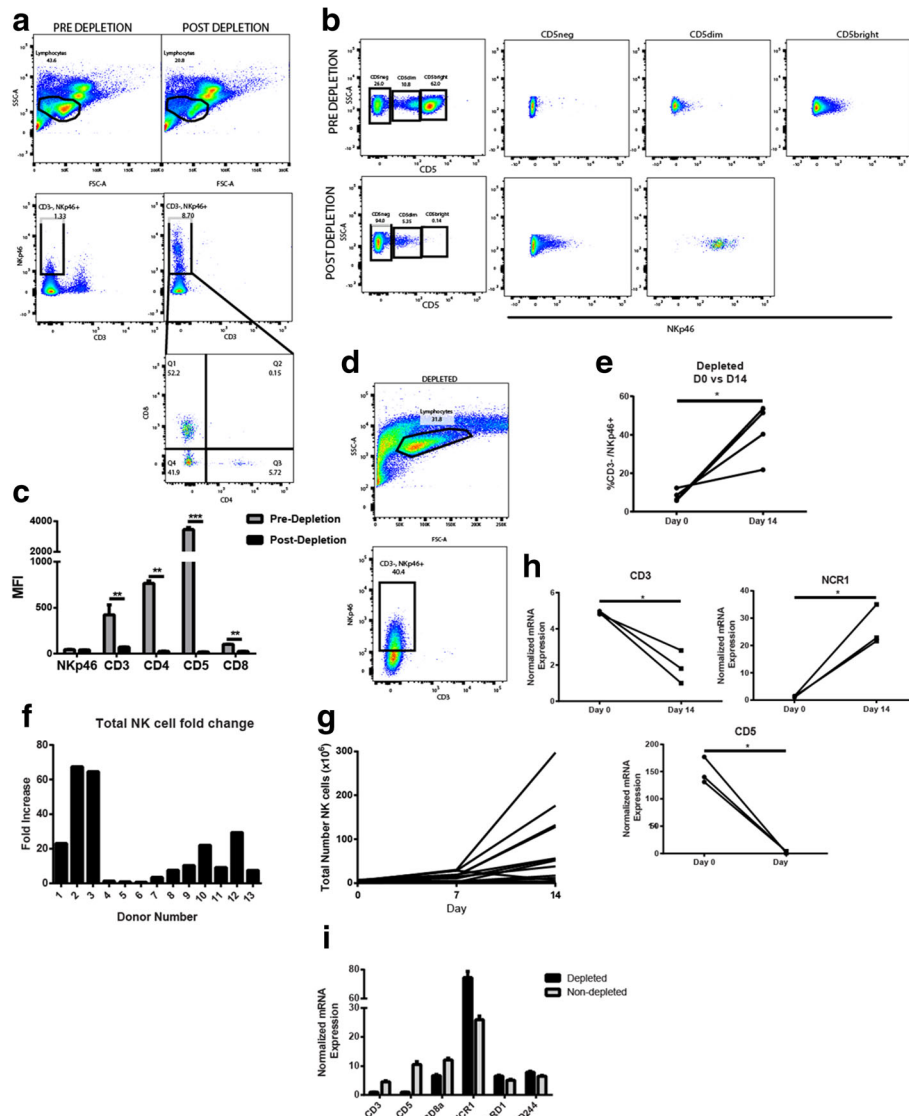 a
PRE DEPLETION POST DEPLETION
Lymphocytes
43.6
Lymphocytes
20.8
SSC-A
FSC-A FSC-A
CD3-, NKp46+
1.33
CD3-, NKp46+
8.70
NKp46
CD3 CD3
Q1
52.2
Q2
0.15
Q4
41.9
Q3
5.72
CD8
CD4
b
CD5neg CD5dim CD5bright
PRE DEPLETION
SSC-A
CD5neg
26.0
CD5dim
10.8
CD5bright
62.0
CD5
POST DEPLETION
SSC-A
CD5neg
94.0
CD5dim
5.25
CD5bright
0.14
CD5
NKp46
c
MFI
4000
2000
1000
500
0
NKp46 CD3 CD4 CD5 CD8
** ** *** **
Pre-Depletion
Post-Depletion
d
DEPLETED
Lymphocytes
31.8
SSC-A
0 50K 100K 150K 200K 250K
FSC-A
CD3-, NKp46+
40.4
NKp46
CD3
e
Depleted
D0 vs D14
*
%CD3- /NKp46+
60
40
20
0
Day 0 Day 14
f
Total NK cell fold change
Fold Increase
80
60
40
20
0
1 2 3 4 5 6 7 8 9 10 11 12 13
Donor Number
g
Total Number NK cells (x10⁶)
300
200
100
0
0 7 14
Day
h
CD3
*
Normalized mRNA
Expression
6
4
2
0
Day 0 Day 14
NCR1
*
Normalized mRNA
Expression
40
30
20
10
0
Day 0 Day 14
CD5
*
Normalized mRNA
Expression
200
150
100
50
0
Day 0 Day
i
Normalized mRNA
Expression
80
60
30
20
10
0
CD3 CD5 CD8a
Depleted
Non-depleted